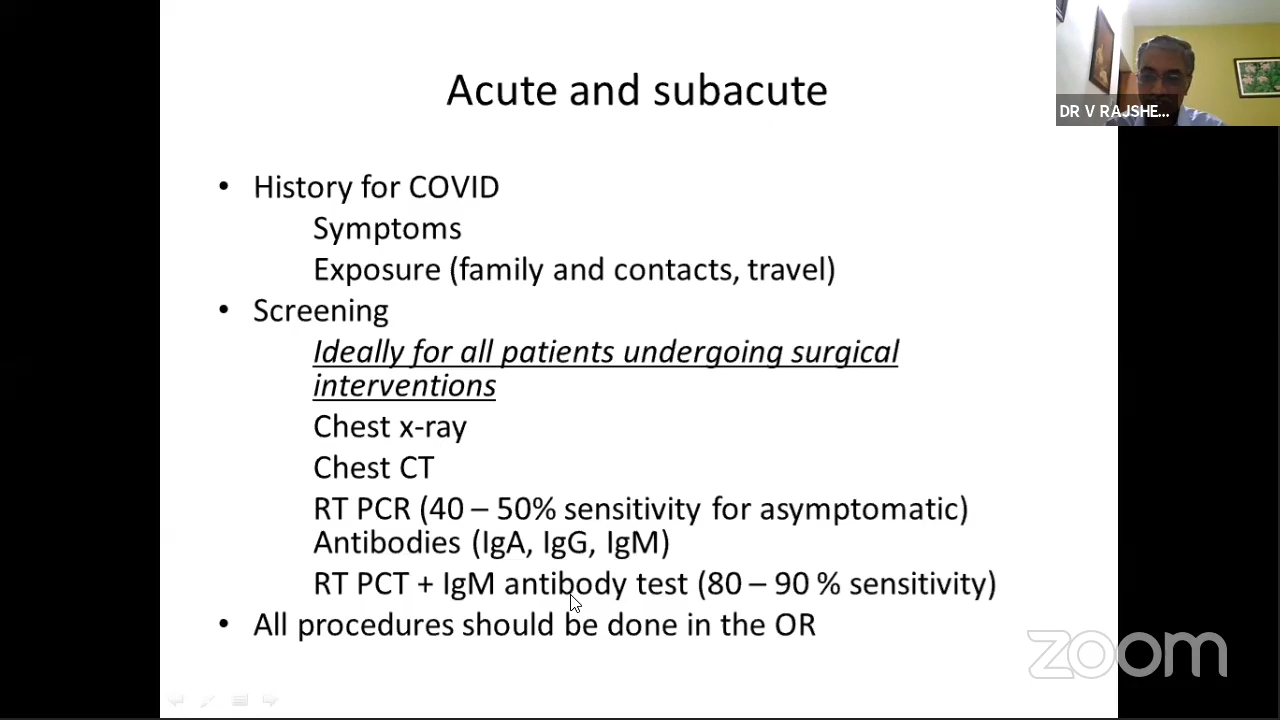 Acute and subacute
DR V RAJSHE...
• History for COVID
Symptoms
Exposure (family and contacts, travel)
• Screening
Ideally for all patients undergoing surgical
interventions
Chest x-ray
Chest CT
RT PCR (40 – 50% sensitivity for asymptomatic)
Antibodies (IgA, IgG, IgM)
RT PCT + IgM antibody test (80 – 90 % sensitivity)
• All procedures should be done in the OR
zoom